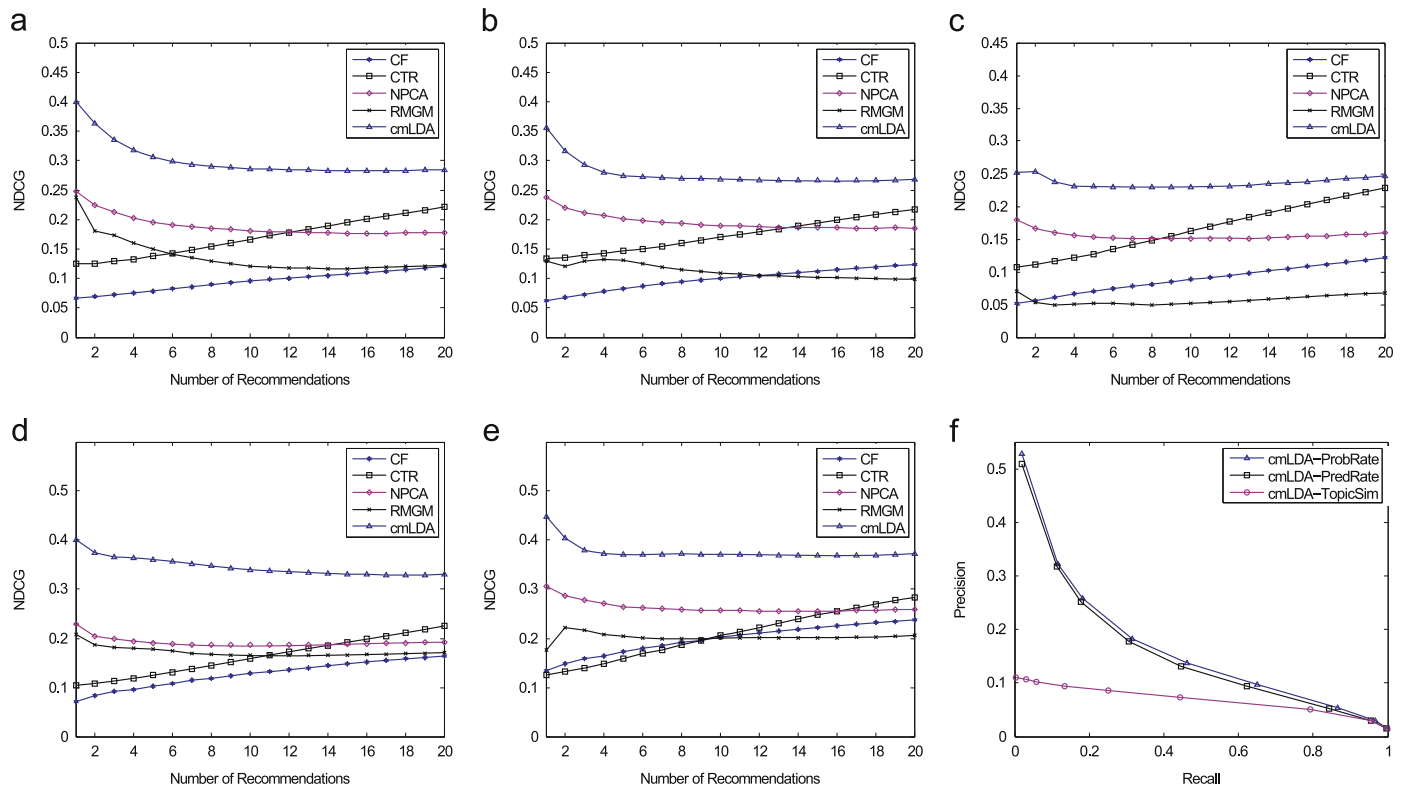 a
0.5
0.45
0.4
0.35
0.3
0.25
0.2
0.15
0.1
0.05
0
NDCG
2 4 6 8 10 12 14 16 18 20
Number of Recommendations
CF
CTR
NPCA
RMGM
cmLDA
b
0.5
0.45
0.4
0.35
0.3
0.25
0.2
0.15
0.1
0.05
0
NDCG
2 4 6 8 10 12 14 16 18 20
Number of Recommendations
CF
CTR
NPCA
RMGM
cmLDA
c
0.45
0.4
0.35
0.3
0.25
0.2
0.15
0.1
0.05
0
NDCG
2 4 6 8 10 12 14 16 18 20
Number of Recommendations
CF
CTR
NPCA
RMGM
cmLDA
d
0.5
0.4
0.3
0.2
0.1
0
NDCG
2 4 6 8 10 12 14 16 18 20
Number of Recommendations
CF
CTR
NPCA
RMGM
cmLDA
e
0.5
0.4
0.3
0.2
0.1
0
NDCG
2 4 6 8 10 12 14 16 18 20
Number of Recommendations
CF
CTR
NPCA
RMGM
cmLDA
f
0.5
0.4
0.3
0.2
0.1
0
Precision
0 0.2 0.4 0.6 0.8 1
Recall
cmLDA−ProbRate
cmLDA−PredRate
cmLDA−TopicSim